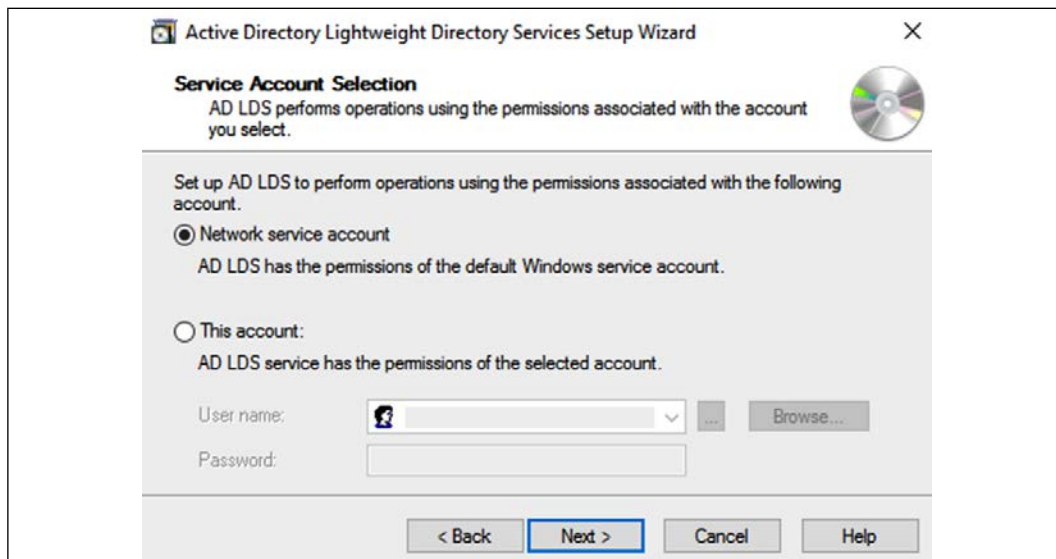 Active Directory Lightweight Directory Services Setup Wizard
Service Account Selection
AD LDS performs operations using the permissions associated with the account
you select.
Set up AD LDS to perform operations using the permissions associated with the following
account.
Network service account
AD LDS has the permissions of the default Windows service account.
This account:
AD LDS service has the permissions of the selected account.
User name:
...
Browse...
Password:
< Back
Next >
Cancel
Help